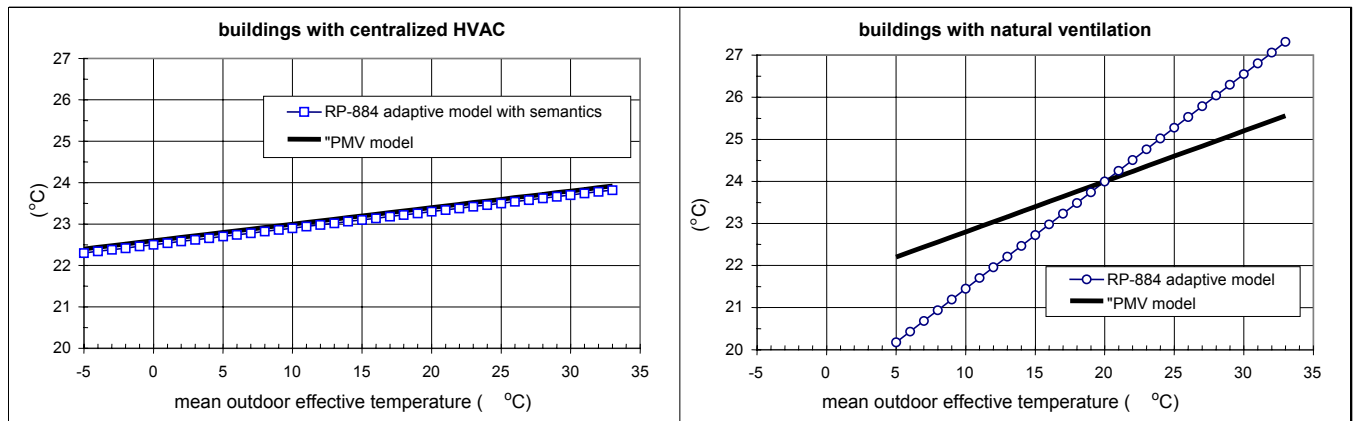 buildings with centralized HVAC
27
26
25
24
23
22
21
20
(°C)
RP-884 adaptive model with semantics
"PMV model
-5 0 5 10 15 20 25 30 35
mean outdoor effective temperature ( °C)
buildings with natural ventilation
27
26
25
24
23
22
21
20
(°C)
RP-884 adaptive model
"PMV model
-5 0 5 10 15 20 25 30 35
mean outdoor effective temperature ( °C)